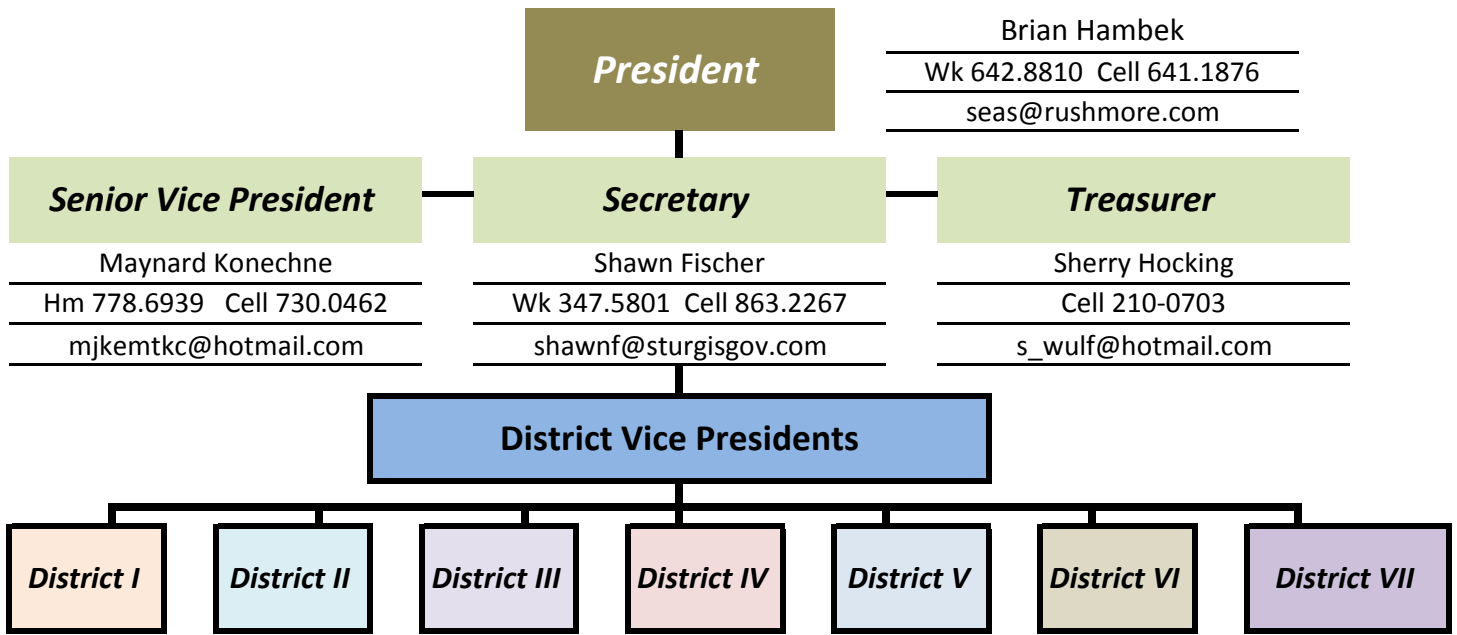 President
Brian Hambek
Wk 642.8810 Cell 641.1876
seas@rushmore.com
Senior Vice President
Maynard Konechne
Hm 778.6939 Cell 730.0462
mjkemtkc@hotmail.com
Secretary
Shawn Fischer
Wk 347.5801 Cell 863.2267
shawnf@sturgisgov.com
Treasurer
Sherry Hocking
Cell 210-0703
s_wulf@hotmail.com
District Vice Presidents
District I
District II
District III
District IV
District V
District VI
District VII